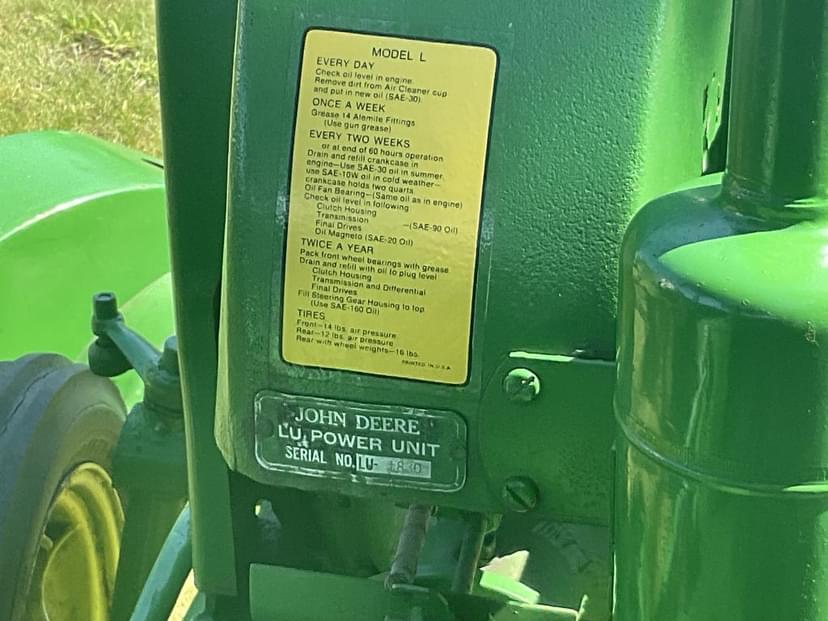 MODEL L
EVERY DAY
Check oil level in engine.
Remove dirt from Air Cleaner cup
and put in new oil (SAE-30).
ONCE A WEEK
Grease 14 Alemite Fittings
(Use gun grease)
EVERY TWO WEEKS
or at end of 60 hours operation
Drain and refill crankcase in
engine—Use SAE-30 oil in summer,
use SAE-10W oil in cold weather—
crankcase holds two quarts.
Oil Fan Bearing—(Same oil as in engine)
Check oil level in following
Clutch Housing
Transmission —(SAE-90 Oil)
Final Drives
Oil Magneto (SAE-20 Oil)
TWICE A YEAR
Pack front wheel bearings with grease
Drain and refill with oil to plug level
Clutch Housing
Transmission and Differential
Final Drives
Fill Steering Gear Housing to top
(Use SAE-160 Oil)
TIRES
Front—14 lbs. air pressure
Rear—12 lbs. air pressure
Rear with wheel weights—16 lbs.
PRINTED IN U.S.A.
JOHN DEERE
LU POWER UNIT
SERIAL NO. LU-